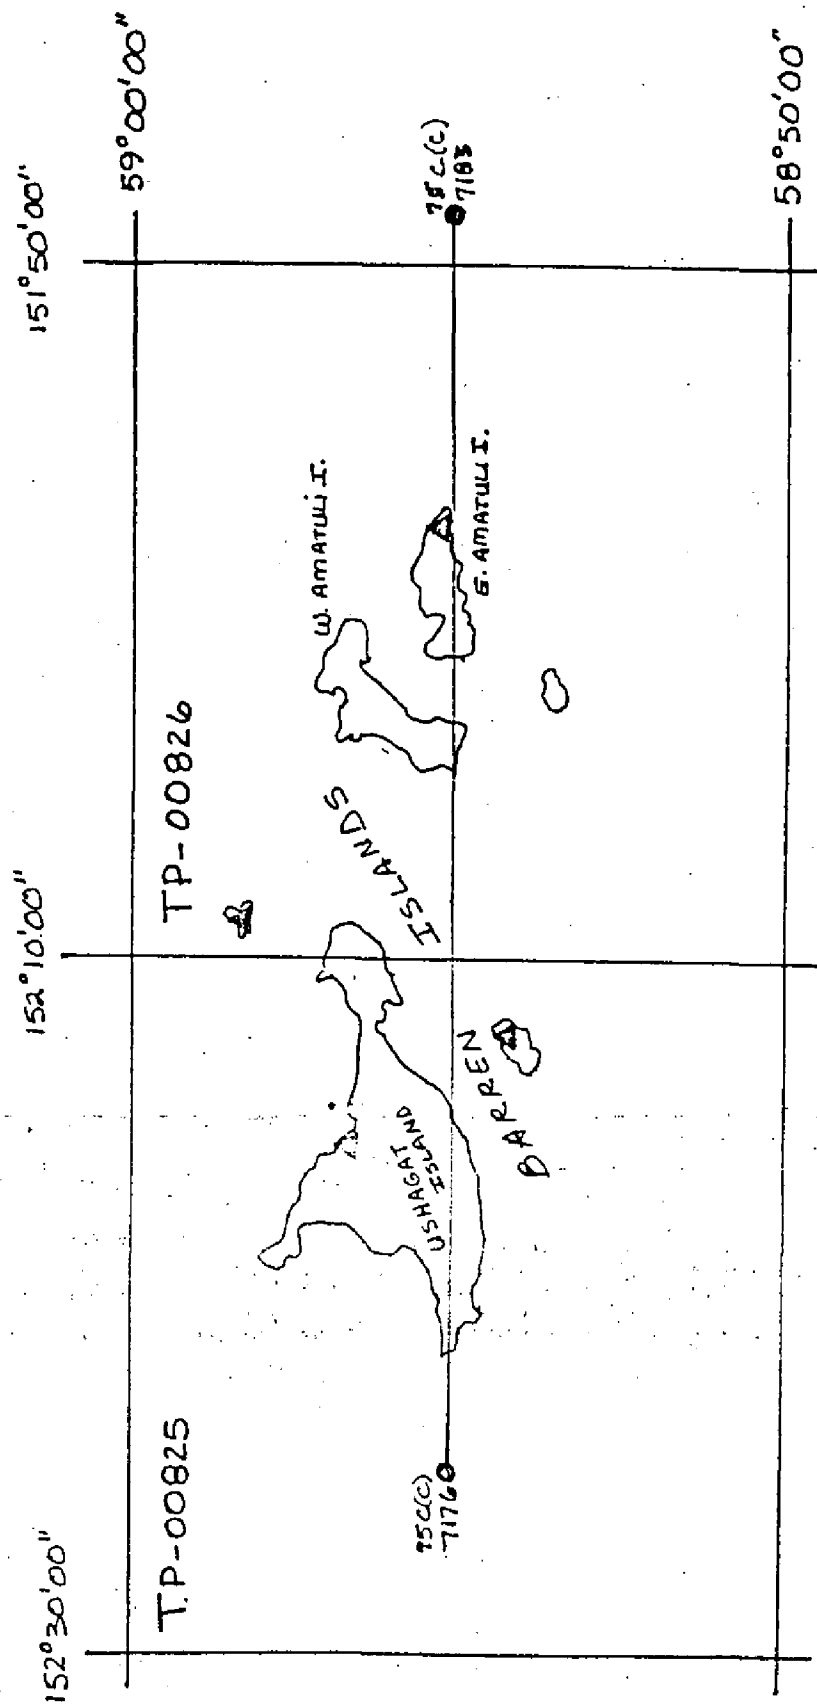 152°30'00"
152°10'00"
151°50'00"
59°00'00"
T.P-00825
TP-00826
W. AMATULI I.
ISLANDS
USHAGAT
ISLAND
BARREN
E. AMATULI I.
75C(C)
7176
75 C(C)
7183
58°50'00"